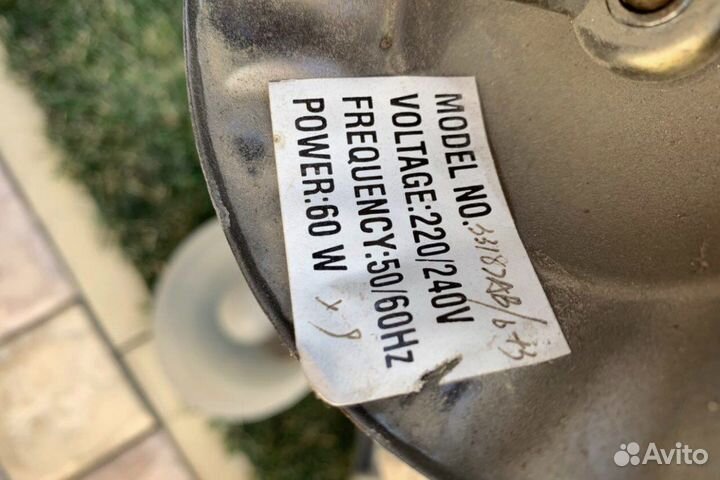 MODEL NO.
VOLTAGE:220/240V
FREQUENCY:50/60Hz
POWER:60 W
Avito